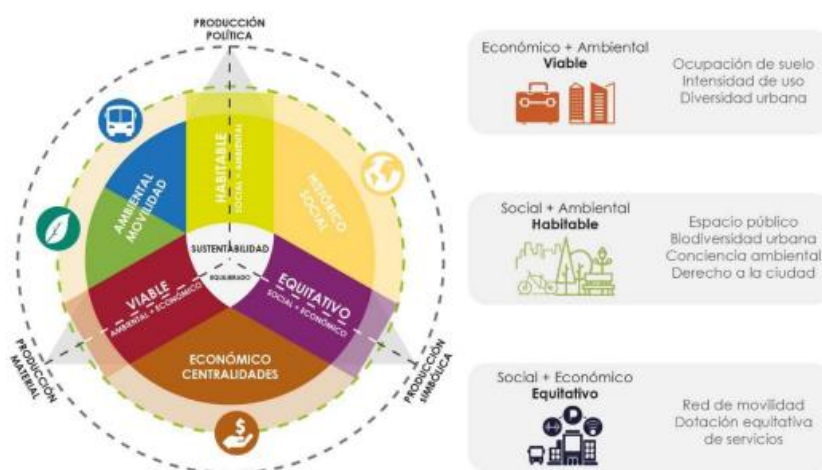 PRODUCCIÓN
POLÍTICA
HABITABLE
SOCIAL + AMBIENTAL
HISTÓRICO
SOCIAL
AMBIENTAL
MOVILIDAD
SUSTENTABILIDAD
EQUILIBRADO
VIABLE
AMBIENTAL + ECONÓMICO
EQUITATIVO
SOCIAL + ECONÓMICO
ECONÓMICO
CENTRALIDADES
$
PRODUCCIÓN
MATERIAL
PRODUCCIÓN
SIMBÓLICA
Económico + Ambiental
Viable
Ocupación de suelo
Intensidad de uso
Diversidad urbana
Social + Ambiental
Habitable
Espacio público
Biodiversidad urbana
Conciencia ambiental
Derecho a la ciudad
Social + Económico
Equitativo
P
Red de movilidad
Dotación equitativa
de servicios